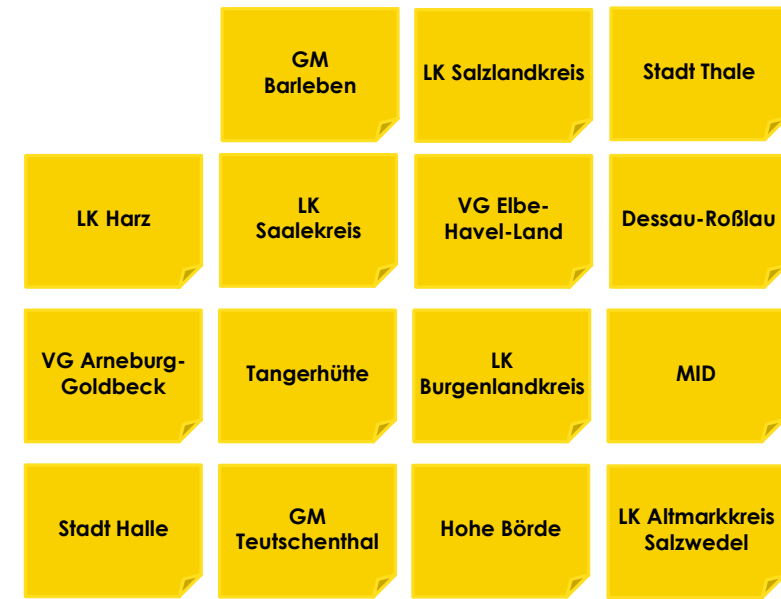 GM
Barleben
LK Salzlandkreis
Stadt Thale
LK Harz
LK
Saalekreis
VG Elbe-
Havel-Land
Dessau-Roßlau
VG Arneburg-
Goldbeck
Tangerhütte
LK
Burgenlandkreis
MID
Stadt Halle
GM
Teutschenthal
Hohe Börde
LK Altmarkkreis
Salzwedel